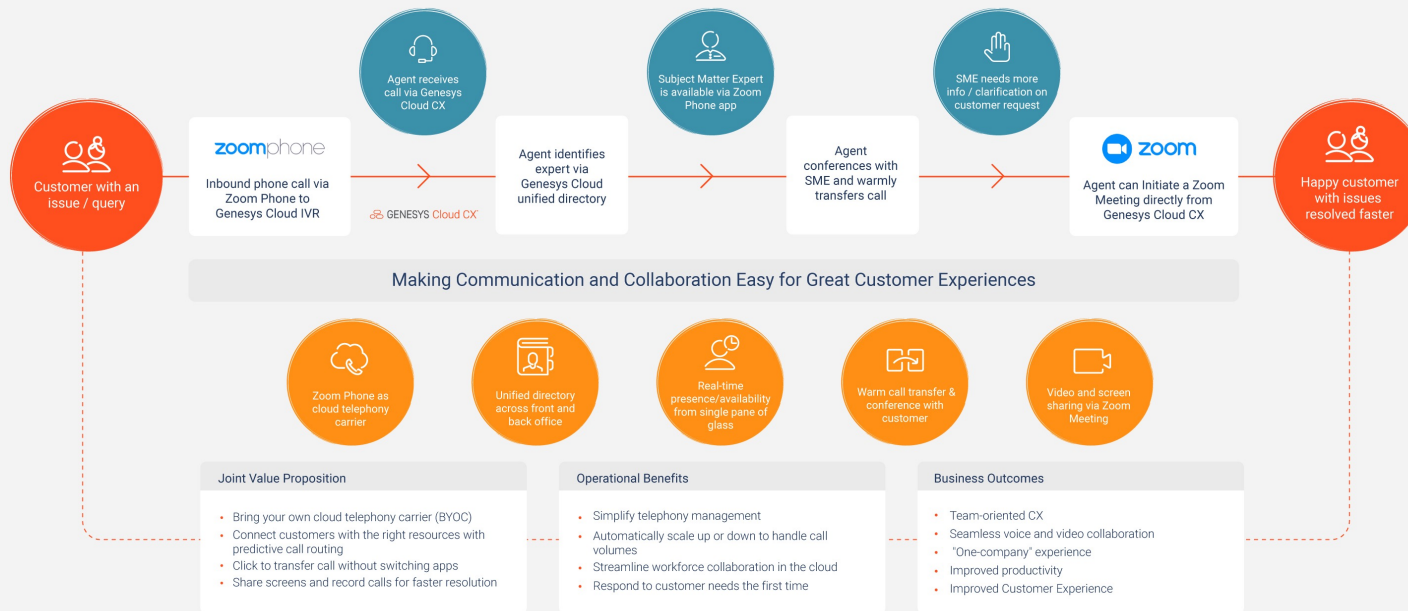 Customer with an
issue / query
zoomphone
Inbound phone call via
Zoom Phone to
Genesys Cloud IVR
Agent receives
call via Genesys
Cloud CX
GENESYS Cloud CX
Agent identifies
expert via
Genesys Cloud
unified directory
Subject Matter Expert
is available via Zoom
Phone app
Agent
conferences with
SME and warmly
transfers call
SME needs more
info / clarification on
customer request
zoom
Agent can Initiate a Zoom
Meeting directly from
Genesys Cloud CX
Happy customer
with issues
resolved faster
Making Communication and Collaboration Easy for Great Customer Experiences
Zoom Phone as
cloud telephony
carrier
Unified directory
across front and
back office
Real-time
presence/availability
from single pane of
glass
Warm call transfer &
conference with
customer
Video and screen
sharing via Zoom
Meeting
Joint Value Proposition
• Bring your own cloud telephony carrier (BYOC)
• Connect customers with the right resources with
predictive call routing
• Click to transfer call without switching apps
• Share screens and record calls for faster resolution
Operational Benefits
• Simplify telephony management
• Automatically scale up or down to handle call
volumes
• Streamline workforce collaboration in the cloud
• Respond to customer needs the first time
Business Outcomes
• Team-oriented CX
• Seamless voice and video collaboration
• "One-company" experience
• Improved productivity
• Improved Customer Experience